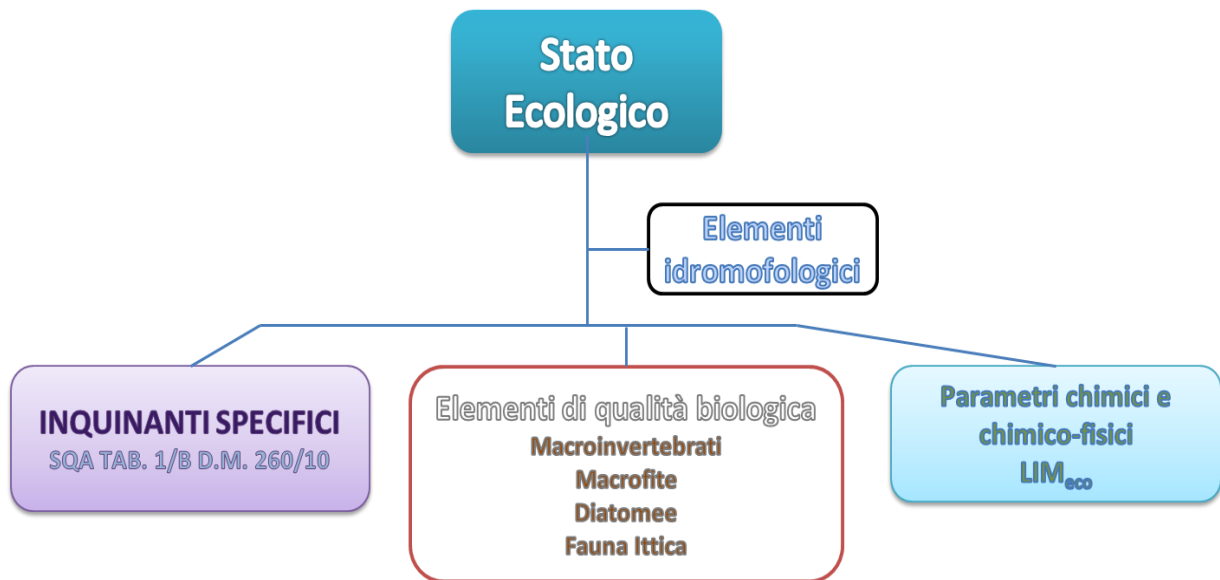 Stato
Ecologico
Elementi
idromofologici
INQUINANTI SPECIFICI
SQA TAB. 1/B D.M. 260/10
Elementi di qualità biologica
Macroinvertebrati
Macrofite
Diatomee
Fauna Ittica
Parametri chimici e
chimico-fisici
LIMeco